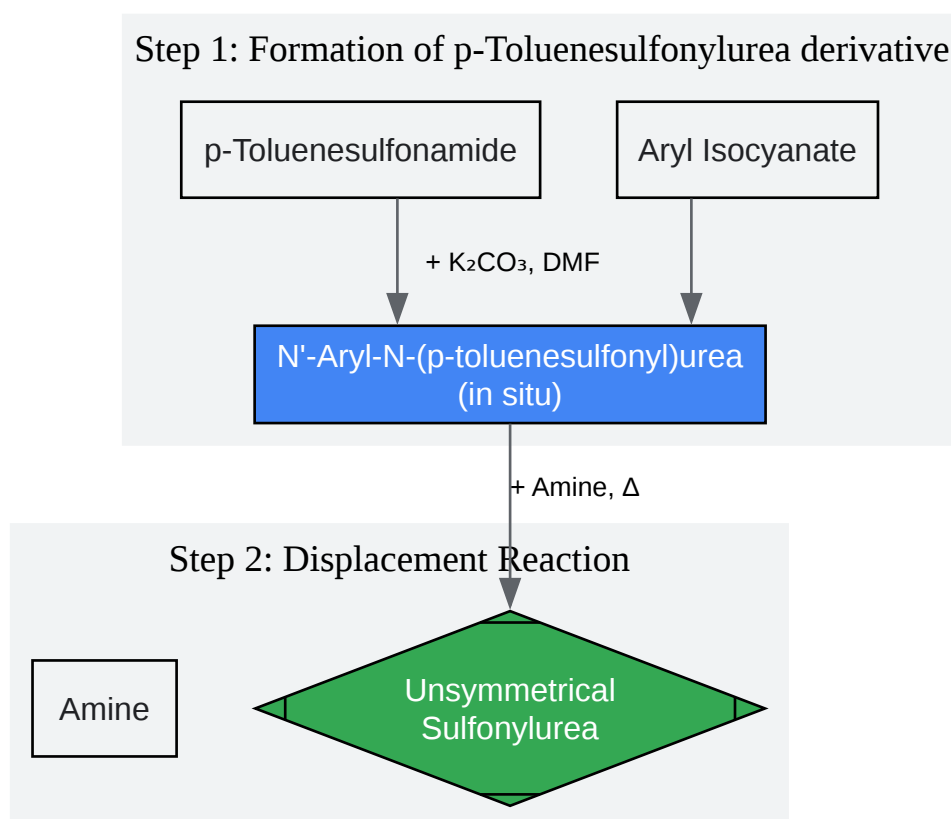 Step 1: Formation of p-Toluenesulfonylurea derivative
p-Toluenesulfonamide
Aryl Isocyanate
+ K₂CO₃, DMF
N'-Aryl-N-(p-toluenesulfonyl)urea
(in situ)
+ Amine, Δ
Step 2: Displacement Reaction
Amine
Unsymmetrical
Sulfonylurea